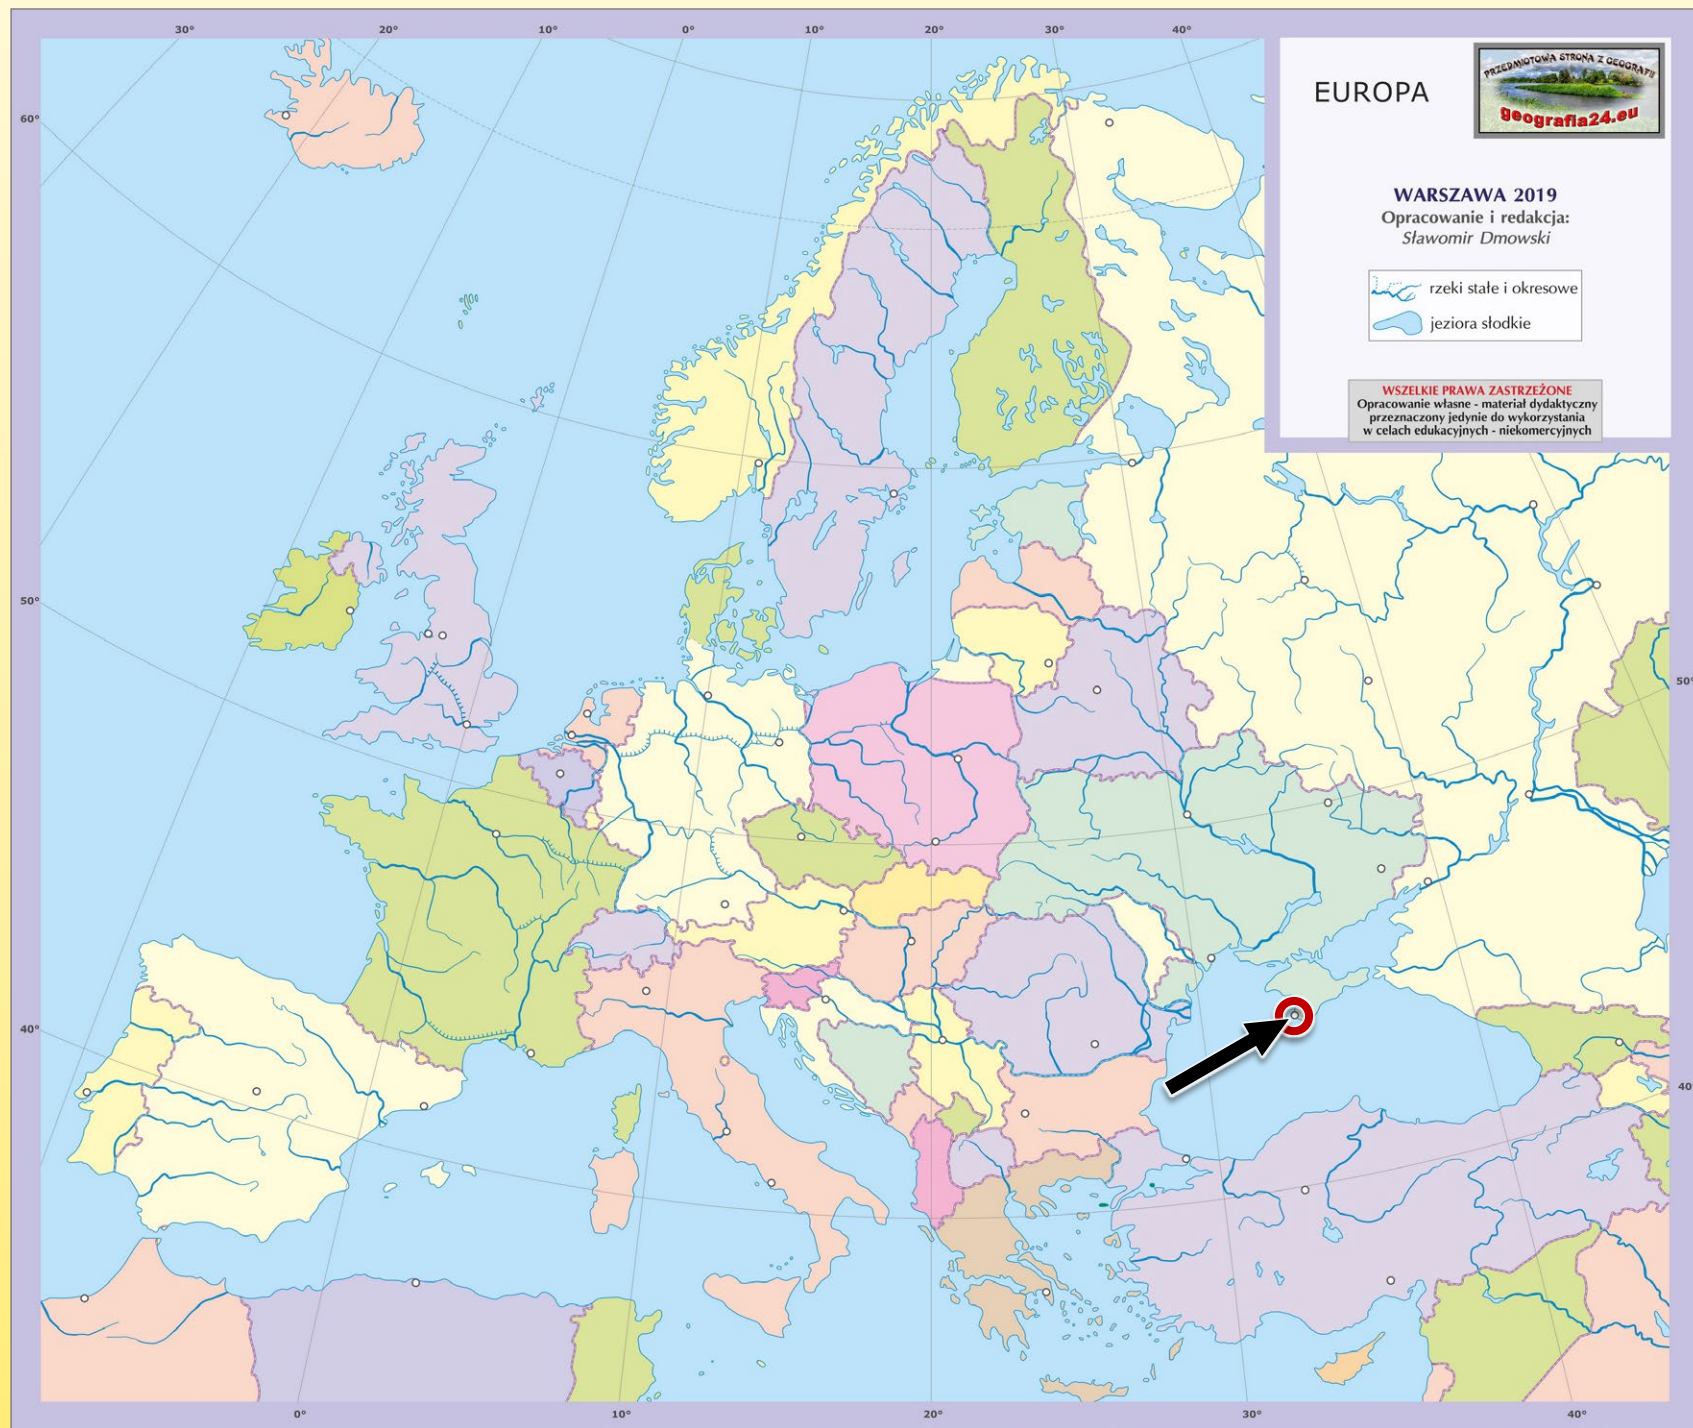 30°
20°
10°
0°
10°
20°
30°
40°
60°
50°
40°
50°
40°
EUROPA
PRZEDMIOTOWA STRONA Z GEOGRAFII
geografia24.eu
WARSZAWA 2019
Opracowanie i redakcja:
Sławomir Dmowski
rzeki stałe i okresowe
jeziora słodkie
WSZELKIE PRAWA ZASTRZEŻONE
Opracowanie własne - materiał dydaktyczny
przeznaczony jedynie do wykorzystania
w celach edukacyjnych - niekomercyjnych
0°
10°
20°
30°
40°